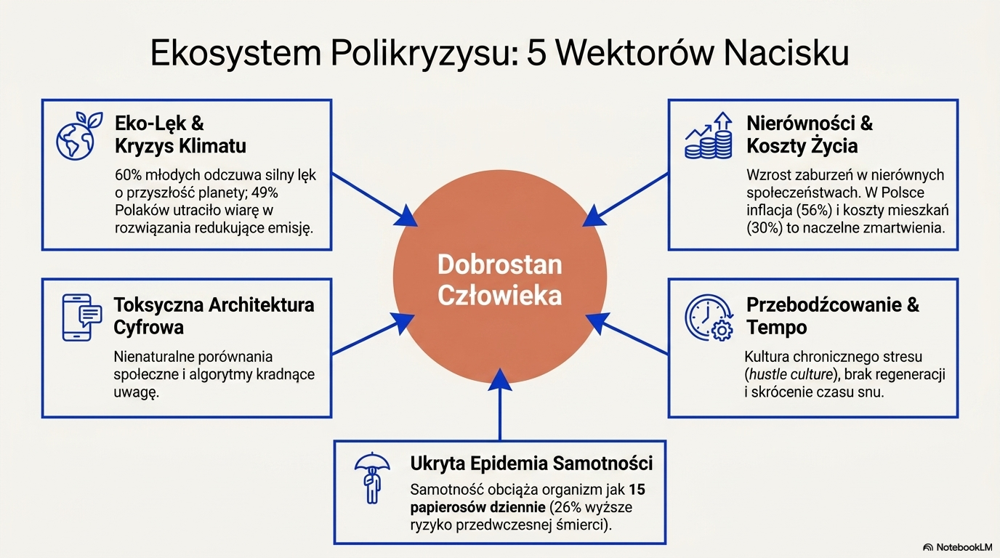 Ekosystem Polikryzysu: 5 Wektorów Nacisku
Eko-Lęk &
Kryzys Klimatu
60% młodych odczuwa silny lęk
o przyszłość planety; 49%
Polaków utraciło wiarę w
rozwiązania redukujące emisję.
Nierówności &
Koszty Życia
Wzrost zaburzeń w nierównych
społeczeństwach. W Polsce
inflacja (56%) i koszty mieszkań
(30%) to naczelne zmartwienia.
Dobrostan
Człowieka
Toksyczna Architektura
Cyfrowa
Nienaturalne porównania
społeczne i algorytmy kradnące
uwagę.
Przebodźcowanie &
Tempo
Kultura chronicznego stresu
(hustle culture), brak regeneracji
i skrócenie czasu snu.
Ukryta Epidemia Samotności
Samotność obciąża organizm jak 15
papierosów dziennie (26% wyższe
ryzyko przedwczesnej śmierci).
NotebookLM